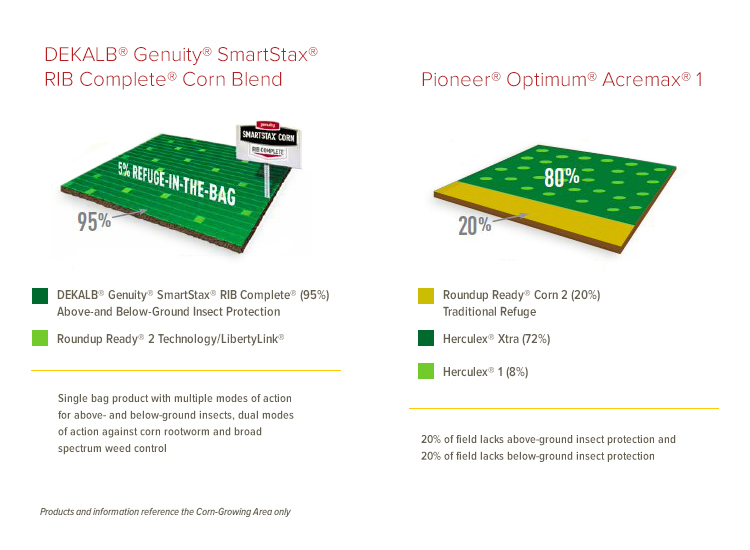 DEKALB® Genuity® SmartStax®
RIB Complete® Corn Blend
genuity
SMARTSTAX CORN
RIB COMPLETE
5% REFUGE-IN-THE-BAG
95%
DEKALB® Genuity® SmartStax® RIB Complete® (95%)
Above-and Below-Ground Insect Protection
Roundup Ready® 2 Technology/LibertyLink®
Single bag product with multiple modes of action
for above- and below-ground insects, dual modes
of action against corn rootworm and broad
spectrum weed control
Products and information reference the Corn-Growing Area only
Pioneer® Optimum® Acremax® 1
80%
20%
Roundup Ready® Corn 2 (20%)
Traditional Refuge
Herculex® Xtra (72%)
Herculex® 1 (8%)
20% of field lacks above-ground insect protection and
20% of field lacks below-ground insect protection